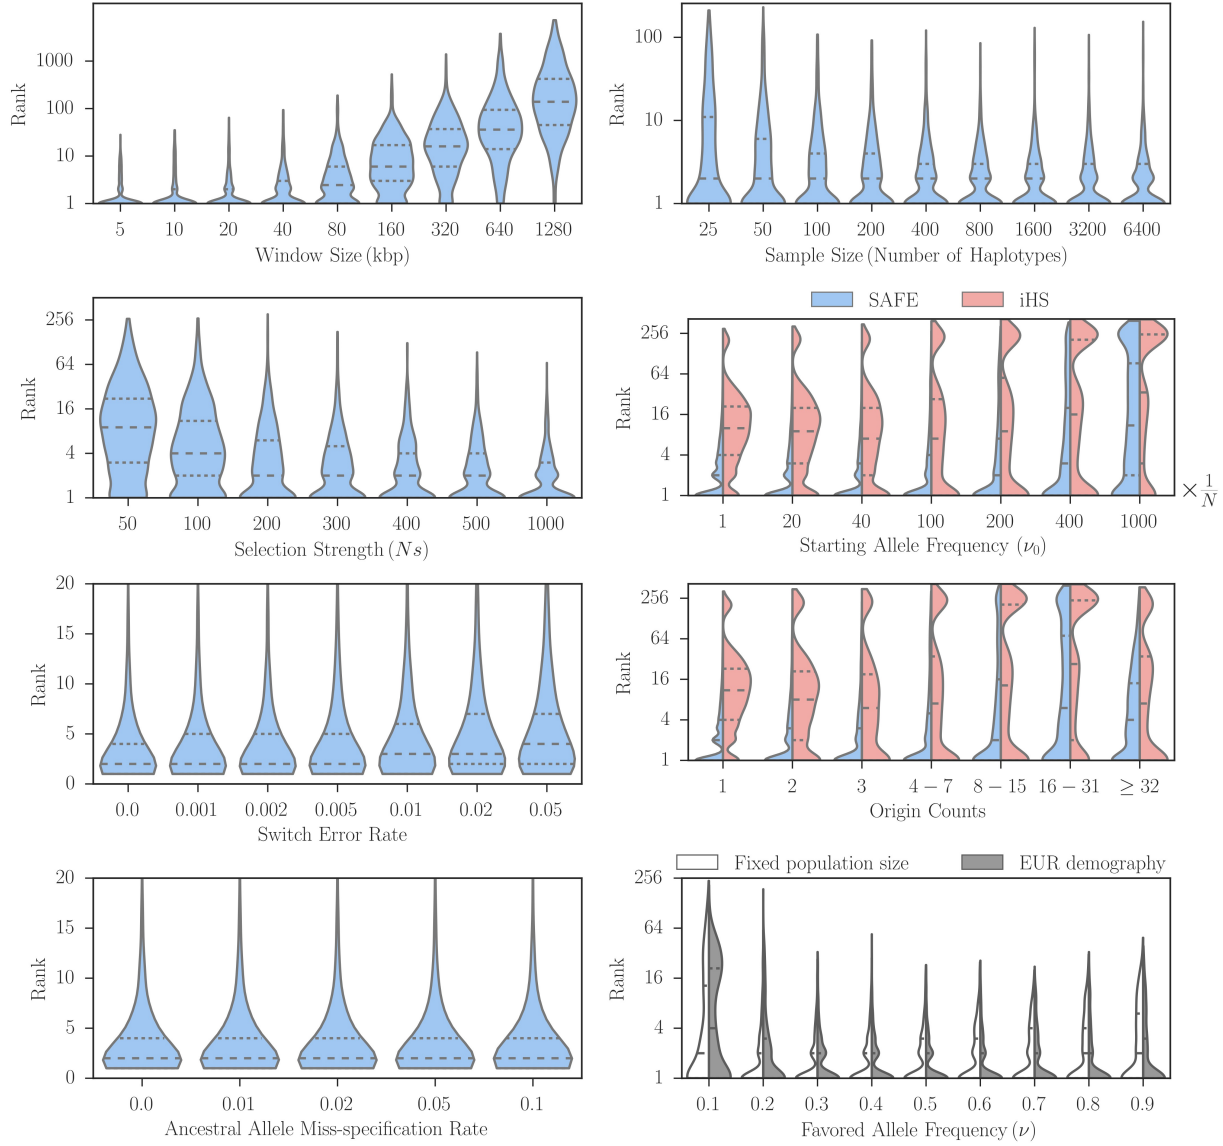 Rank
1000
100
10
1
5 10 20 40 80 160 320 640 1280
Window Size (kbp)
Rank
100
10
1
25 50 100 200 400 800 1600 3200 6400
Sample Size (Number of Haplotypes)
Rank
256
64
16
4
1
50 100 200 300 400 500 1000
Selection Strength (Ns)
SAFE iHS
Rank
256
64
16
4
1
1 20 40 100 200 400 1000
× 1/N
Starting Allele Frequency (ν₀)
Rank
20
15
10
5
0
0.0 0.001 0.002 0.005 0.01 0.02 0.05
Switch Error Rate
Rank
256
64
16
4
1
1 2 3 4 − 7 8 − 15 16 − 31 ≥ 32
Origin Counts
Rank
20
15
10
5
0
0.0 0.01 0.02 0.05 0.1
Ancestral Allele Miss-specification Rate
Fixed population size EUR demography
Rank
256
64
16
4
1
0.1 0.2 0.3 0.4 0.5 0.6 0.7 0.8 0.9
Favored Allele Frequency (ν)